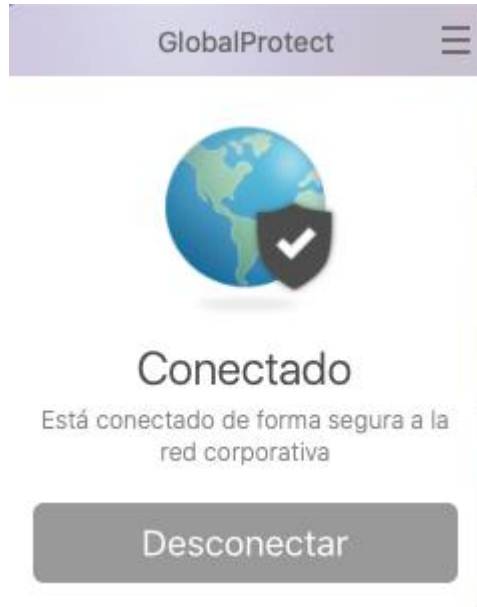 GlobalProtect
Conectado
Está conectado de forma segura a la
red corporativa
Desconectar